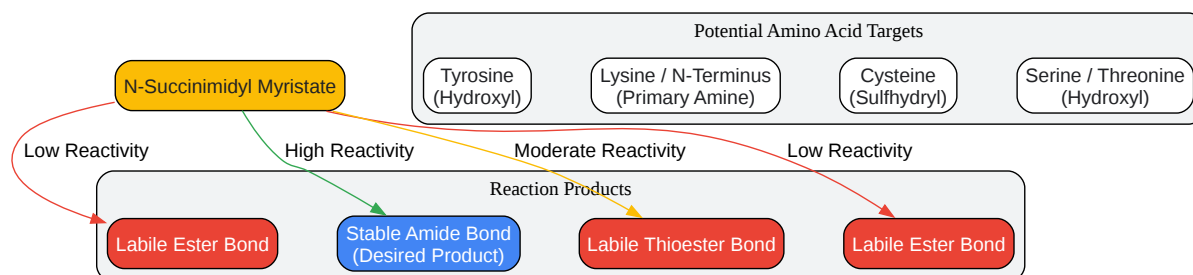 Potential Amino Acid Targets
N-Succinimidyl Myristate
Tyrosine
(Hydroxyl)
Lysine / N-Terminus
(Primary Amine)
Cysteine
(Sulfhydryl)
Serine / Threonine
(Hydroxyl)
Low Reactivity
High Reactivity
Moderate Reactivity
Low Reactivity
Reaction Products
Labile Ester Bond
Stable Amide Bond
(Desired Product)
Labile Thioester Bond
Labile Ester Bond